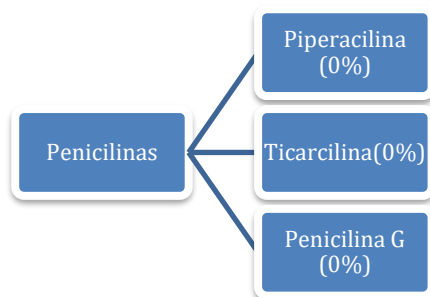 Penicilinas
Piperacilina
(0%)
Ticarcilina(0%)
Penicilina G
(0%)